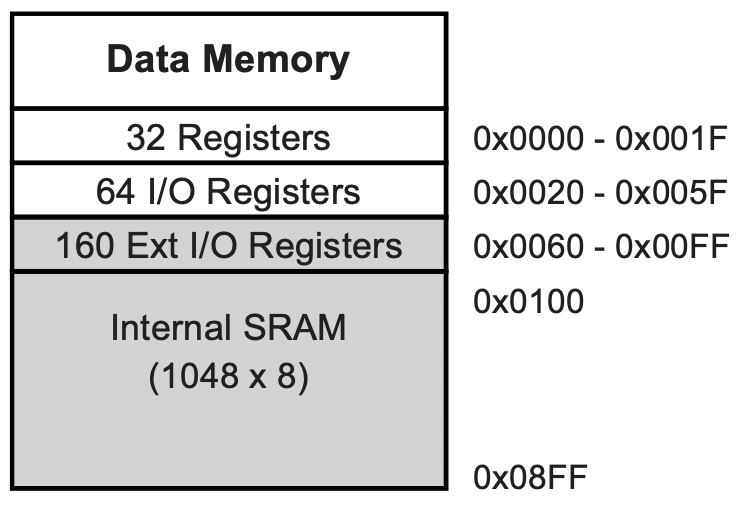 Data Memory
32 Registers 0x0000 - 0x001F
64 I/O Registers 0x0020 - 0x005F
160 Ext I/O Registers 0x0060 - 0x00FF
0x0100
Internal SRAM
(1048 x 8)
0x08FF